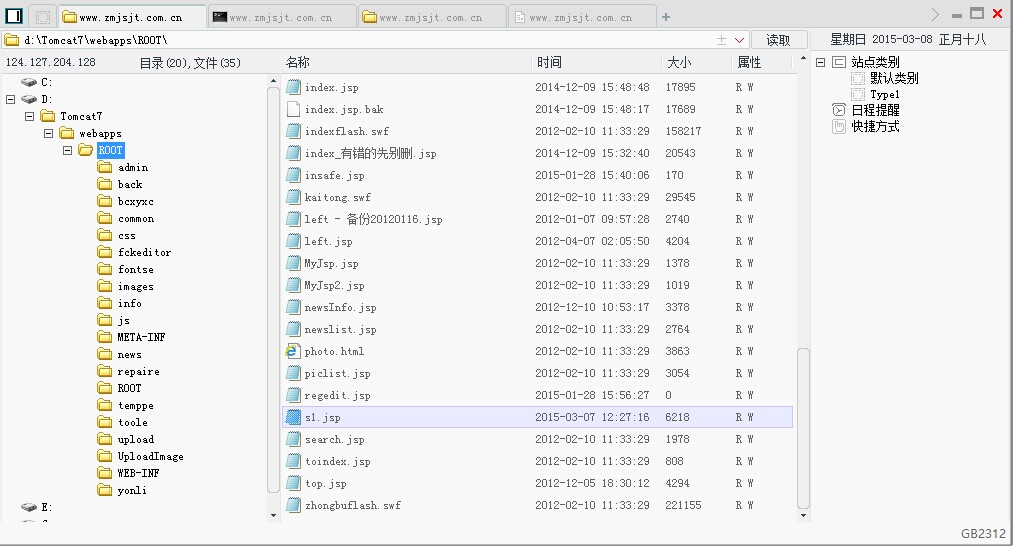 www.zmjsjt.com.cn www.zmjsjt.com.cn www.zmjsjt.com.cn www.zmjsjt.com.cn +
d:\Tomcat7\webapps\ROOT\ 读取 星期日 2015-03-08 正月十八
124.127.204.128 目录(20),文件(35)
C:
D:
Tomcat7
webapps
ROOT
admin
back
bcxyxc
common
css
fckeditor
fontse
images
info
js
META-INF
news
repaire
ROOT
temppe
toole
upload
UploadImage
WEB-INF
yonli
E:
名称 时间 大小 属性
index.jsp 2014-12-09 15:48:48 17895 R W
index.jsp.bak 2014-12-09 15:48:17 17689 R W
indexflash.swf 2012-02-10 11:33:29 158217 R W
index_有错的先别删.jsp 2014-12-09 15:32:40 20543 R W
insafe.jsp 2015-01-28 15:40:06 170 R W
kaitong.swf 2012-02-10 11:33:29 29545 R W
left - 备份20120116.jsp 2012-01-07 09:57:28 2740 R W
left.jsp 2012-04-07 02:05:50 4204 R W
MyJsp.jsp 2012-02-10 11:33:29 1378 R W
MyJsp2.jsp 2012-02-10 11:33:29 1019 R W
newsInfo.jsp 2012-12-10 10:53:17 3378 R W
newslist.jsp 2012-02-10 11:33:29 2764 R W
photo.html 2012-02-10 11:33:29 3863 R W
piclist.jsp 2012-02-10 11:33:29 3054 R W
regedit.jsp 2015-01-28 15:56:27 0 R W
s1.jsp 2015-03-07 12:27:16 6218 R W
search.jsp 2012-02-10 11:33:29 1978 R W
toindex.jsp 2012-02-10 11:33:29 808 R W
top.jsp 2012-12-05 18:30:12 4294 R W
zhongbuflash.swf 2012-02-10 11:33:29 221155 R W
站点类别
默认类别
Type1
日程提醒
快捷方式
GB2312